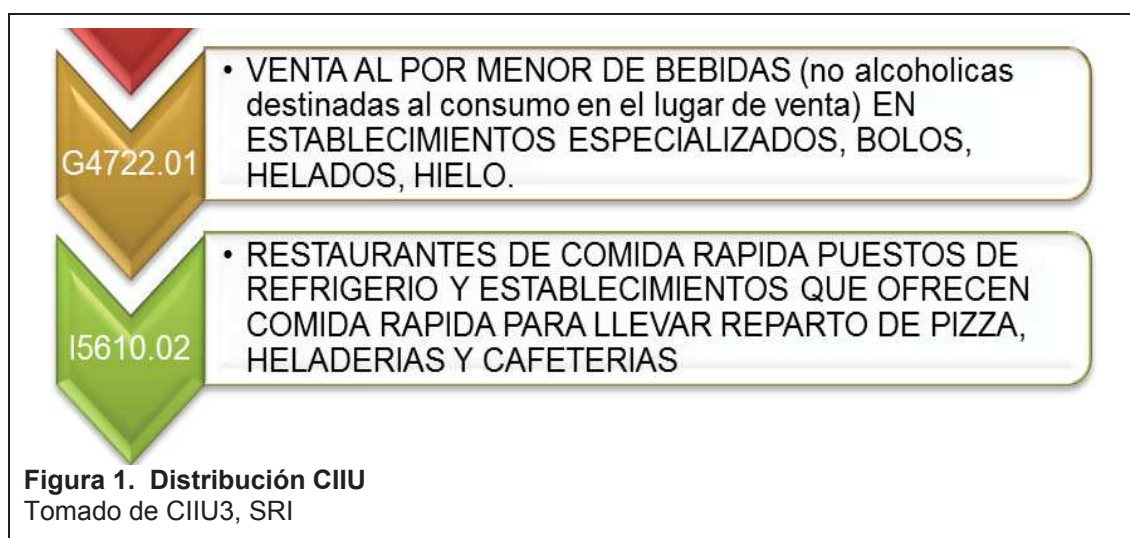 G4722.01
• VENTA AL POR MENOR DE BEBIDAS (no alcoholicas
destinadas al consumo en el lugar de venta) EN
ESTABLECIMIENTOS ESPECIALIZADOS, BOLOS,
HELADOS, HIELO.
I5610.02
• RESTAURANTES DE COMIDA RAPIDA PUESTOS DE
REFRIGERIO Y ESTABLECIMIENTOS QUE OFRECEN
COMIDA RAPIDA PARA LLEVAR REPARTO DE PIZZA,
HELADERIAS Y CAFETERIAS
Figura 1. Distribución CIIU
Tomado de CIIU3, SRI